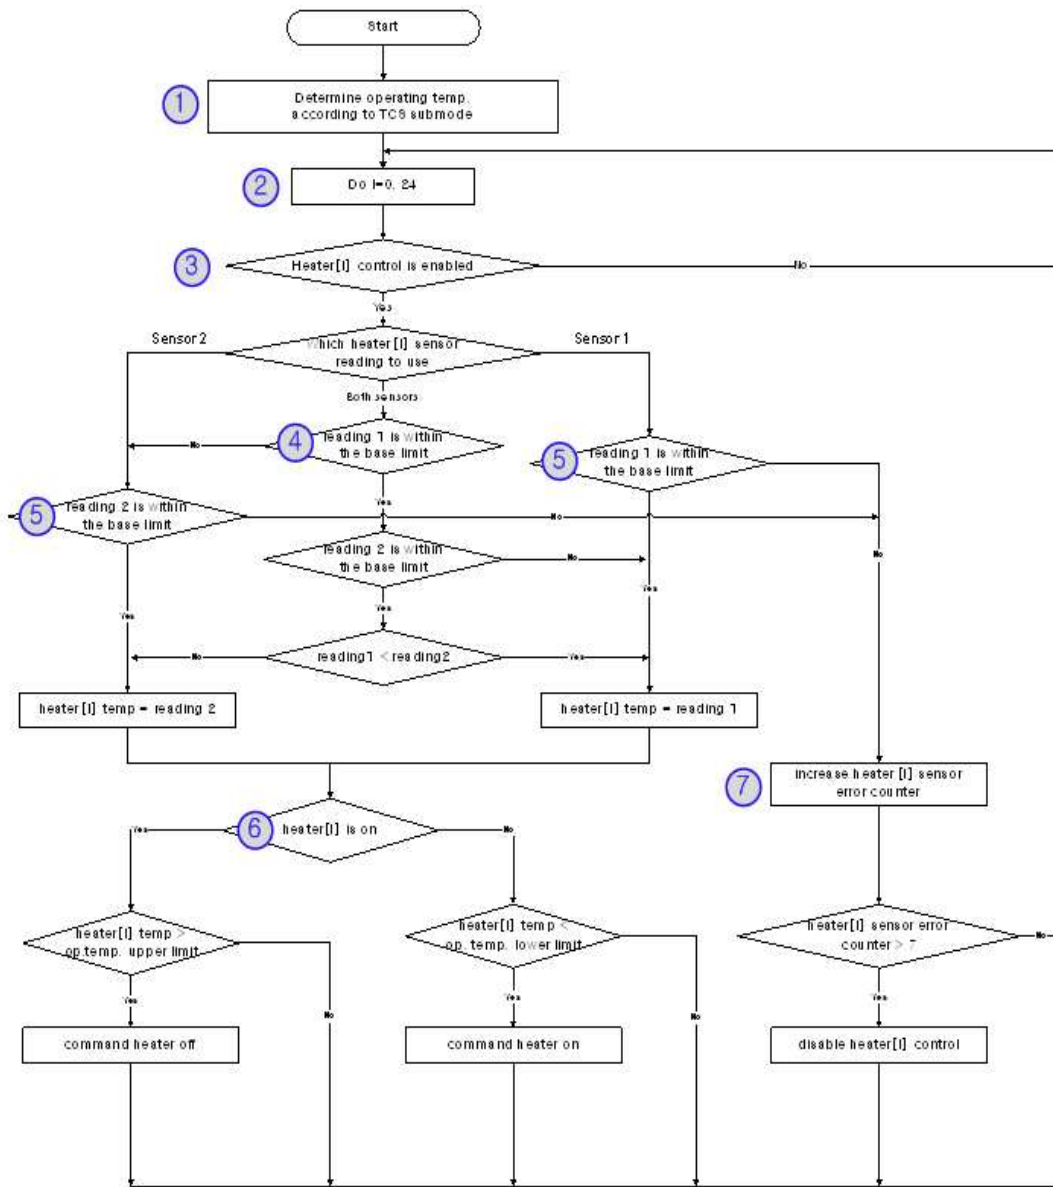 Start
1
Determine operating temp.
according to TCS submode
2
Do I=0, 24
3
Heater[I] control is enabled
No
Yes
Sensor 2
Which heater[I] sensor
reading to use
Sensor 1
Both sensors
4
reading 1 is within
the base limit
No
5
reading 1 is within
the base limit
5
reading 2 is within
the base limit
No
Yes
reading 2 is within
the base limit
No
No
Yes
Yes
Yes
No
reading1 < reading2
Yes
heater[I] temp = reading 2
heater[I] temp = reading 1
7
increase heater [I] sensor
error counter
6
heater[I] is on
Yes
No
heater[I] temp >
op.temp. upper limit
heater[I] temp <
op. temp. lower limit
heater[I] sensor error
counter > 7
No
Yes
No
Yes
No
Yes
command heater off
command heater on
disable heater[I] control